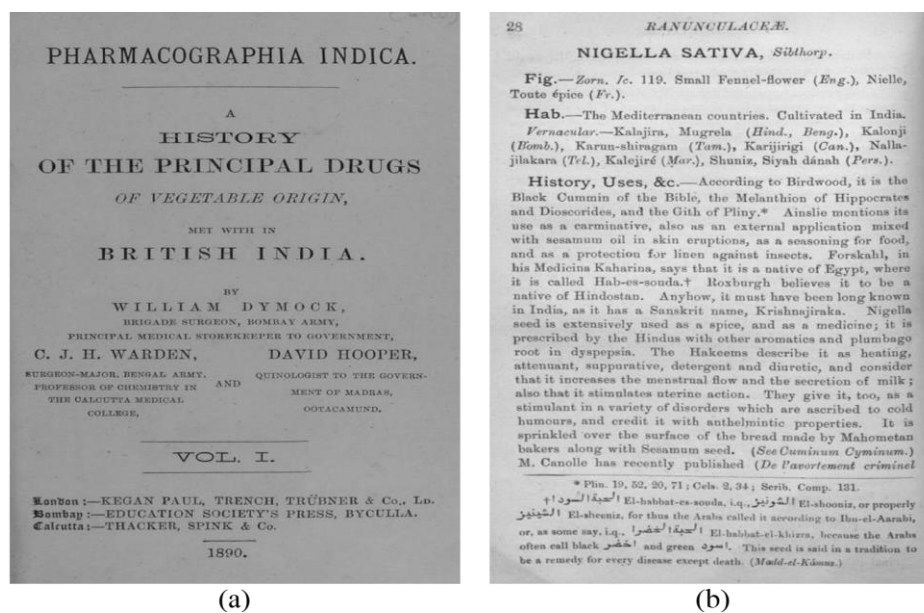 PHARMACOGRAPHIA INDICA.
A
HISTORY
OF THE PRINCIPAL DRUGS
OF VEGETABLE ORIGIN,
MET WITH IN
BRITISH INDIA.
BY
WILLIAM DYMOCK,
BRIGADE SURGEON, BOMBAY ARMY,
PRINCIPAL MEDICAL STOREKEEPER TO GOVERNMENT,
C. J. H. WARDEN,
SURGEON-MAJOR, BENGAL ARMY.
PROFESSOR OF CHEMISTRY IN
THE CALCUTTA MEDICAL
COLLEGE,
AND
DAVID HOOPER,
QUINOLOGIST TO THE GOVERN-
MENT OF MADRAS,
OOTACAMUND.
VOL. I.
London:—KEGAN PAUL, TRENCH, TRÜBNER & Co., LD.
Bombay:—EDUCATION SOCIETY'S PRESS, BYCULLA.
Calcutta:—THACKER, SPINK & Co.
1890.
(a)
28 RANUNCULACEÆ.
NIGELLA SATIVA, Sibthorp.
Fig.—Zorn. Ic. 119. Small Fennel-flower (Eng.), Nielle,
Toute épice (Fr.).
Hab.—The Mediterranean countries. Cultivated in India.
Vernacular.—Kalajira, Mugrela (Hind., Beng.), Kalonji
(Bomb.), Karun-shiragam (Tam.), Karijirigi (Can.), Nalla-
jilakara (Tel.), Kalejiré (Mar.), Shuniz, Siyah dánah (Pers.).
History, Uses, &c.—According to Birdwood, it is the
Black Cummin of the Bible, the Melanthion of Hippocrates
and Dioscorides, and the Gith of Pliny.* Ainslie mentions its
use as a carminative, also as an external application mixed
with sesamum oil in skin eruptions, as a seasoning for food,
and as a protection for linen against insects. Forskahl, in
his Medicina Kaharina, says that it is a native of Egypt, where
it is called Hab-es-souda.† Roxburgh believes it to be a
native of Hindostan. Anyhow, it must have been long known
in India, as it has a Sanskrit name, Krishnajiraka. Nigella
seed is extensively used as a spice, and as a medicine; it is
prescribed by the Hindus with other aromatics and plumbago
root in dyspepsia. The Hakeems describe it as heating,
attenuant, suppurative, detergent and diuretic, and consider
that it increases the menstrual flow and the secretion of milk;
also that it stimulates uterine action. They give it, too, as a
stimulant in a variety of disorders which are ascribed to cold
humours, and credit it with anthelmintic properties. It is
sprinkled over the surface of the bread made by Mahometan
bakers along with Sesamum seed. (See Cuminum Cyminum.)
M. Canolle has recently published (De l'avortement criminel
* Plin. 19, 52, 20, 71; Cels. 2, 34; Scrib. Comp. 131.
† الحبة السودا El-habbat-es-souda, i.q., الشونيز El-shooniz, or properly
الشينيز El-sheeniz, for thus the Arabs called it according to Ibn-el-Aarabi,
or, as some say, i.q., الحبة الخضرا El-habbat-el-khizra, because the Arabs
often call black اخضر and green اسود. This seed is said in a tradition to
be a remedy for every disease except death. (Madd-el-Kámus.)
(b)